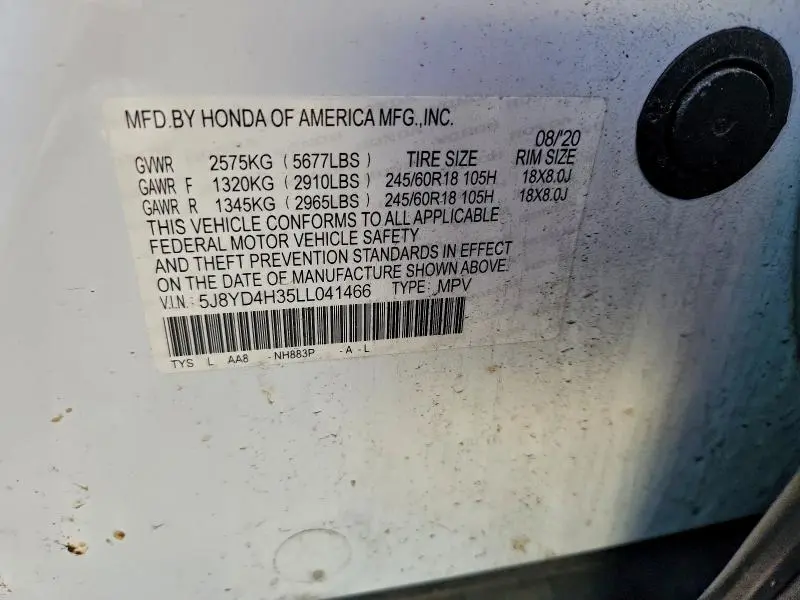 MFD.BY HONDA OF AMERICA MFG.,INC.
08/'20
GVWR 2575KG (5677LBS) TIRE SIZE RIM SIZE
GAWR F 1320KG (2910LBS) 245/60R18 105H 18X8.0J
GAWR R 1345KG (2965LBS) 245/60R18 105H 18X8.0J
THIS VEHICLE CONFORMS TO ALL APPLICABLE
FEDERAL MOTOR VEHICLE SAFETY
AND THEFT PREVENTION STANDARDS IN EFFECT
ON THE DATE OF MANUFACTURE SHOWN ABOVE.
V.I.N.: 5J8YD4H35LL041466 TYPE: MPV
TYS L AA8 -NH883P -A-L